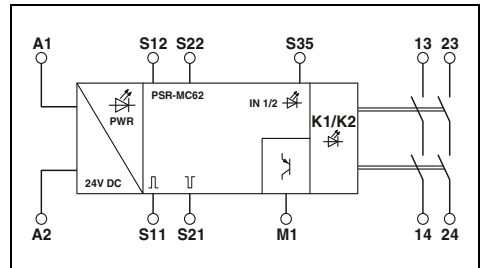 A1 S12 S22 S35 13 23
PSR-MC62
IN 1/2
PWR
K1/K2
24V DC
A2 S11 S21 M1 14 24